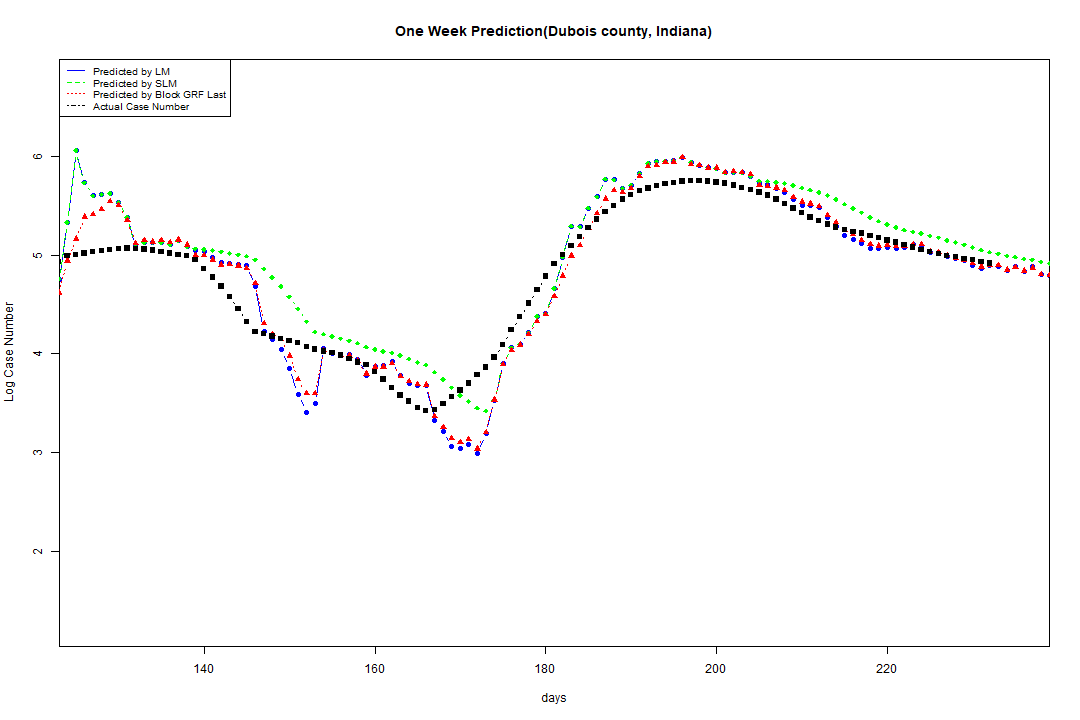 One Week Prediction(Dubois county, Indiana)
Predicted by LM
Predicted by SLM
Predicted by Block GRF Last
Actual Case Number
6
5
4
3
2
Log Case Number
140 160 180 200 220
days